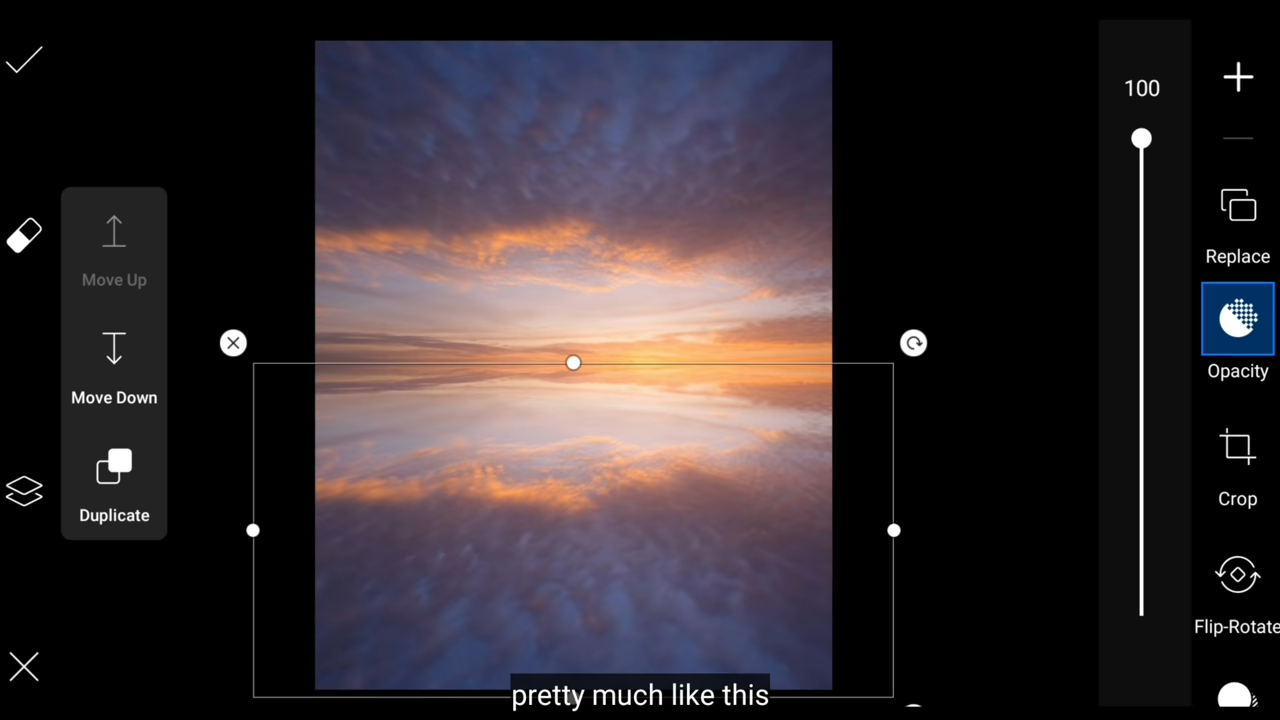 100
Move Up
Replace
Opacity
Move Down
Crop
Duplicate
Flip-Rotate
pretty much like this